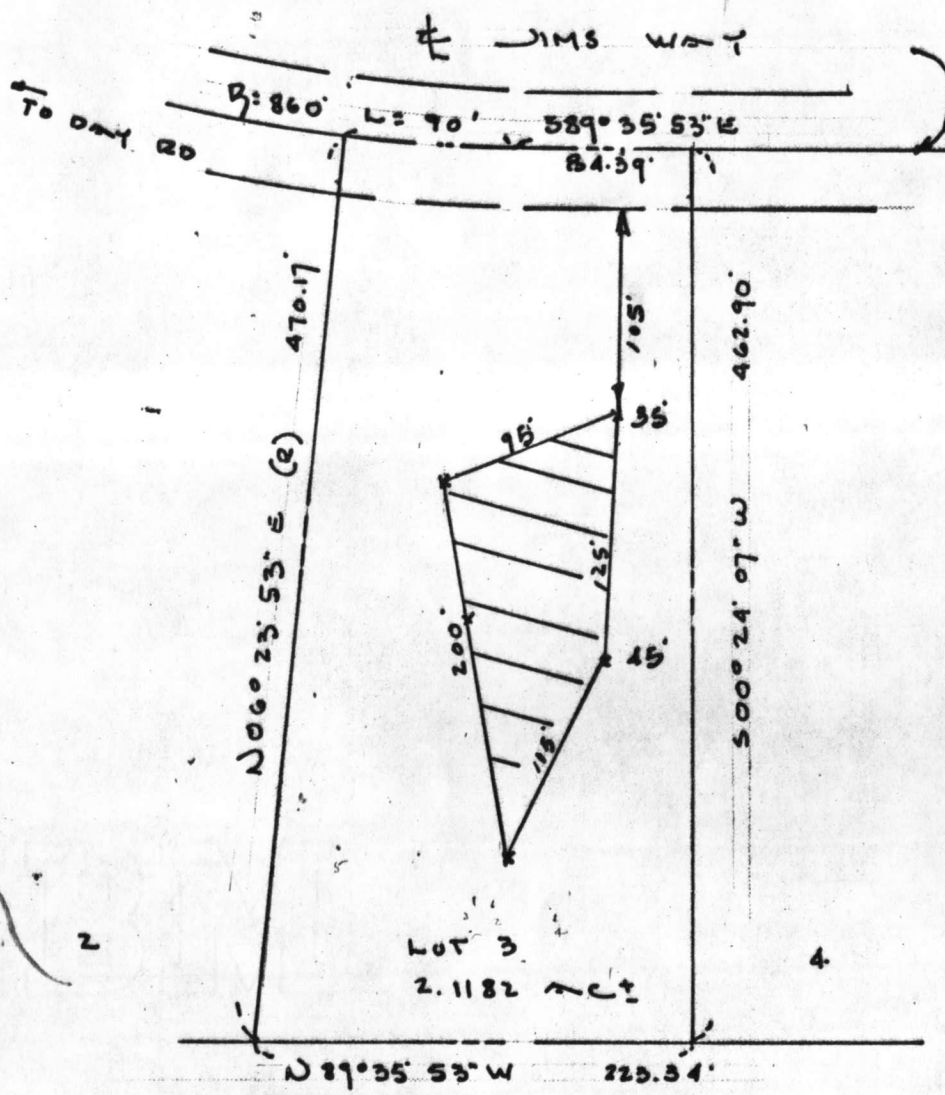 ℄ JIMS WAY
TO DAY RD
R=860'
L=90'
S89°35'53"E
84.39'
470.17'
N06° 23' 53" E (R)
105'
462.90'
S00° 24' 07" W
35'
95'
125'
45'
200'
113'
2
LOT 3
2.1182 AC±
4.
N89°35'53"W
223.34'